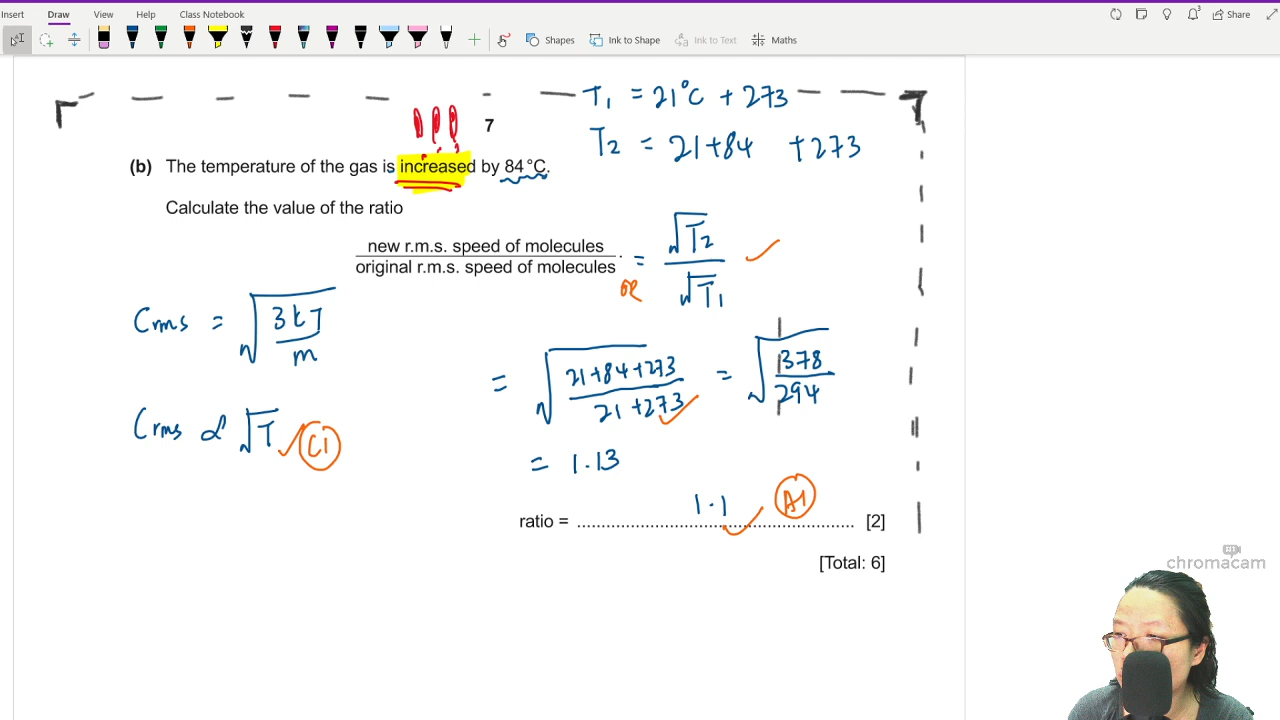 Insert Draw View Help Class Notebook Share
Shapes Ink to Shape Ink to Text Maths
T₁ = 21°C + 273
7
T₂ = 21+84 +273
(b) The temperature of the gas is increased by 84 °C.
Calculate the value of the ratio
new r.m.s. speed of molecules
original r.m.s. speed of molecules
. = √T₂ / √T₁ ✓
OR
Crms = √(3kT / m)
= √(21+84+273 / 21+273) ✓ = √(378 / 294)
Crms ∝ √T ✓ C1
= 1.13
1.1 ✓ A1
ratio = ........................................................... [2]
[Total: 6]
chromacam